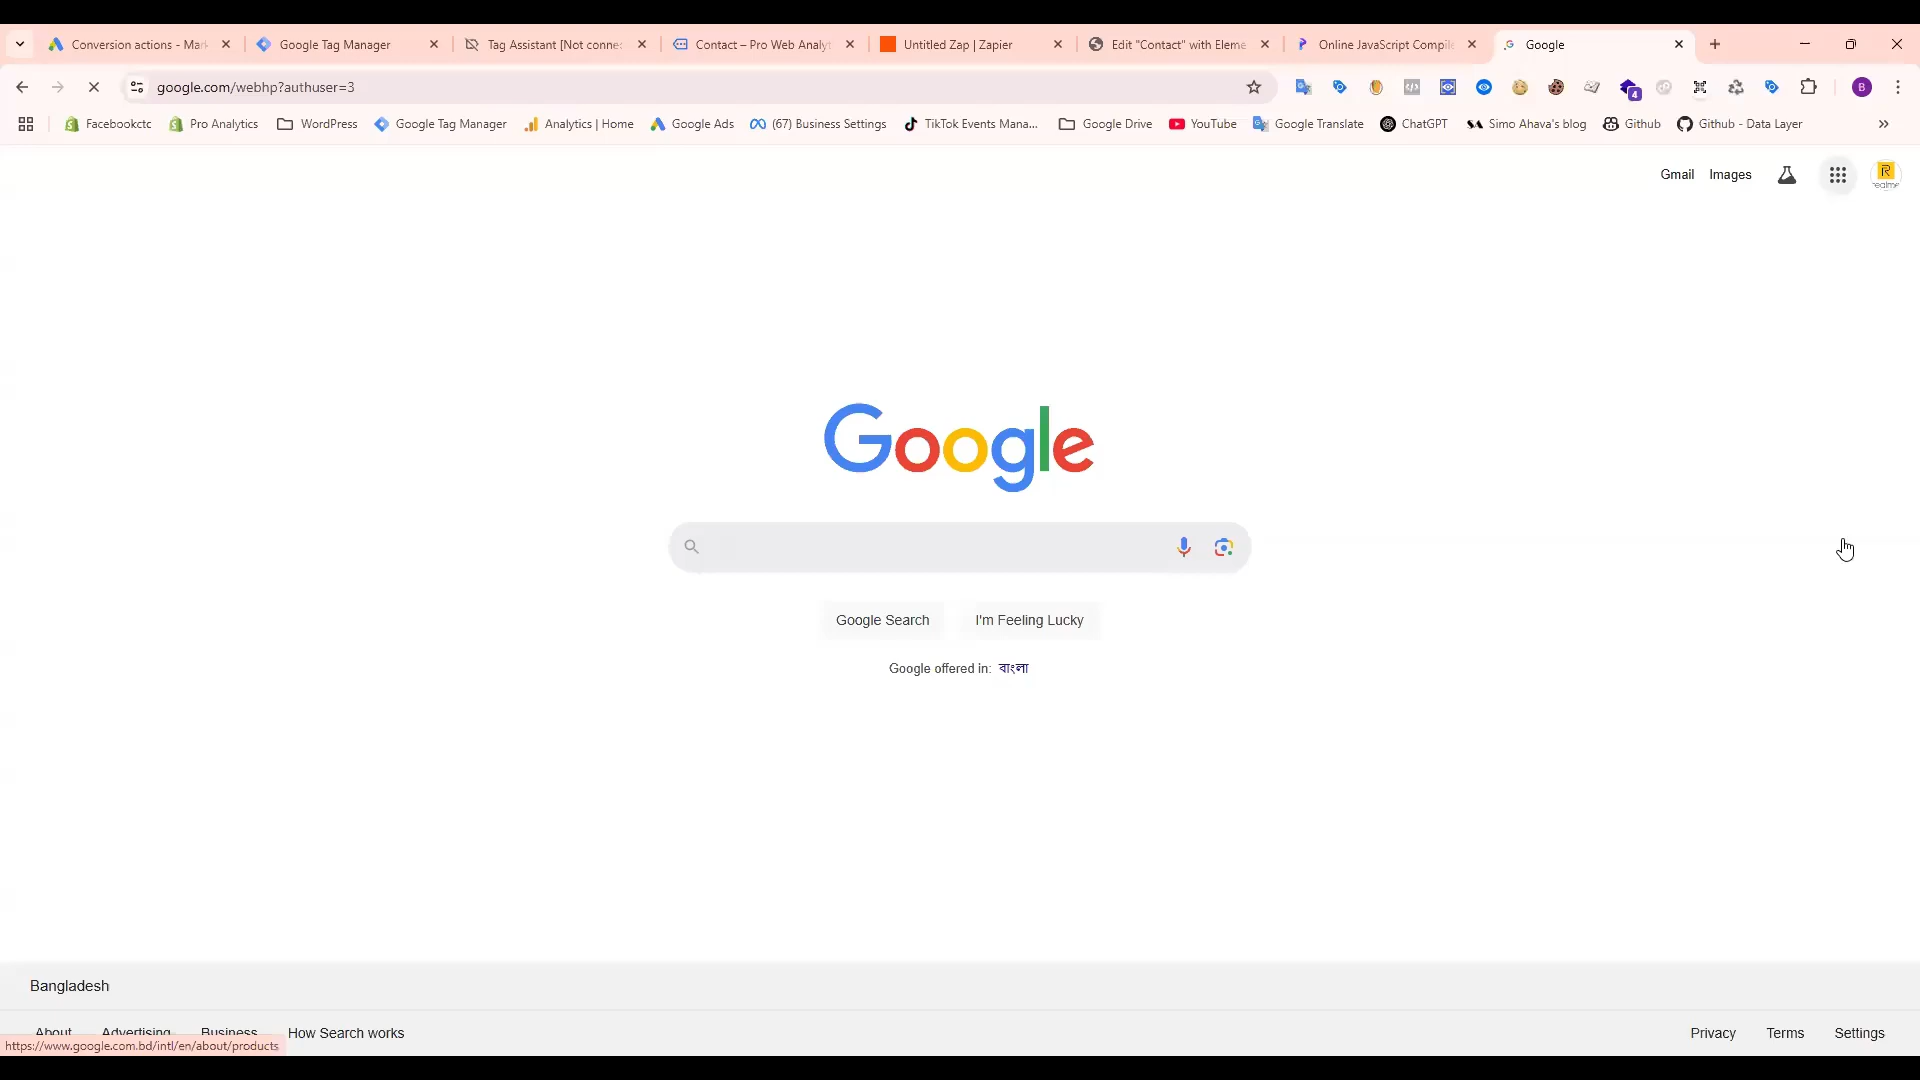 Conversion actions - Mar
Google Tag Manager
Tag Assistant [Not conne
Contact – Pro Web Analyt
Untitled Zap | Zapier
Edit "Contact" with Eleme
Online JavaScript Compile
Google
google.com/webhp?authuser=3
4
B
Facebookctc
Pro Analytics
WordPress
Google Tag Manager
Analytics | Home
Google Ads
(67) Business Settings
TikTok Events Mana...
Google Drive
YouTube
Google Translate
ChatGPT
Simo Ahava's blog
Github
Github - Data Layer
Gmail
Images
R
realme
Google
Google Search
I'm Feeling Lucky
Google offered in: বাংলা
Bangladesh
About
Advertising
Business
How Search works
Privacy
Terms
Settings
https://www.google.com.bd/intl/en/about/products